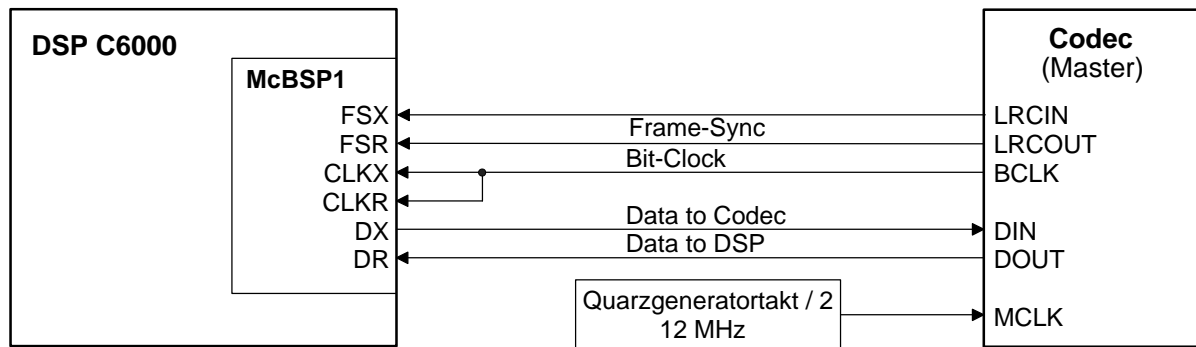 DSP C6000
McBSP1
FSX
FSR
CLKX
CLKR
DX
DR
Frame-Sync
Bit-Clock
Data to Codec
Data to DSP
Quarzgeneratortakt / 2
12 MHz
Codec
(Master)
LRCIN
LRCOUT
BCLK
DIN
DOUT
MCLK